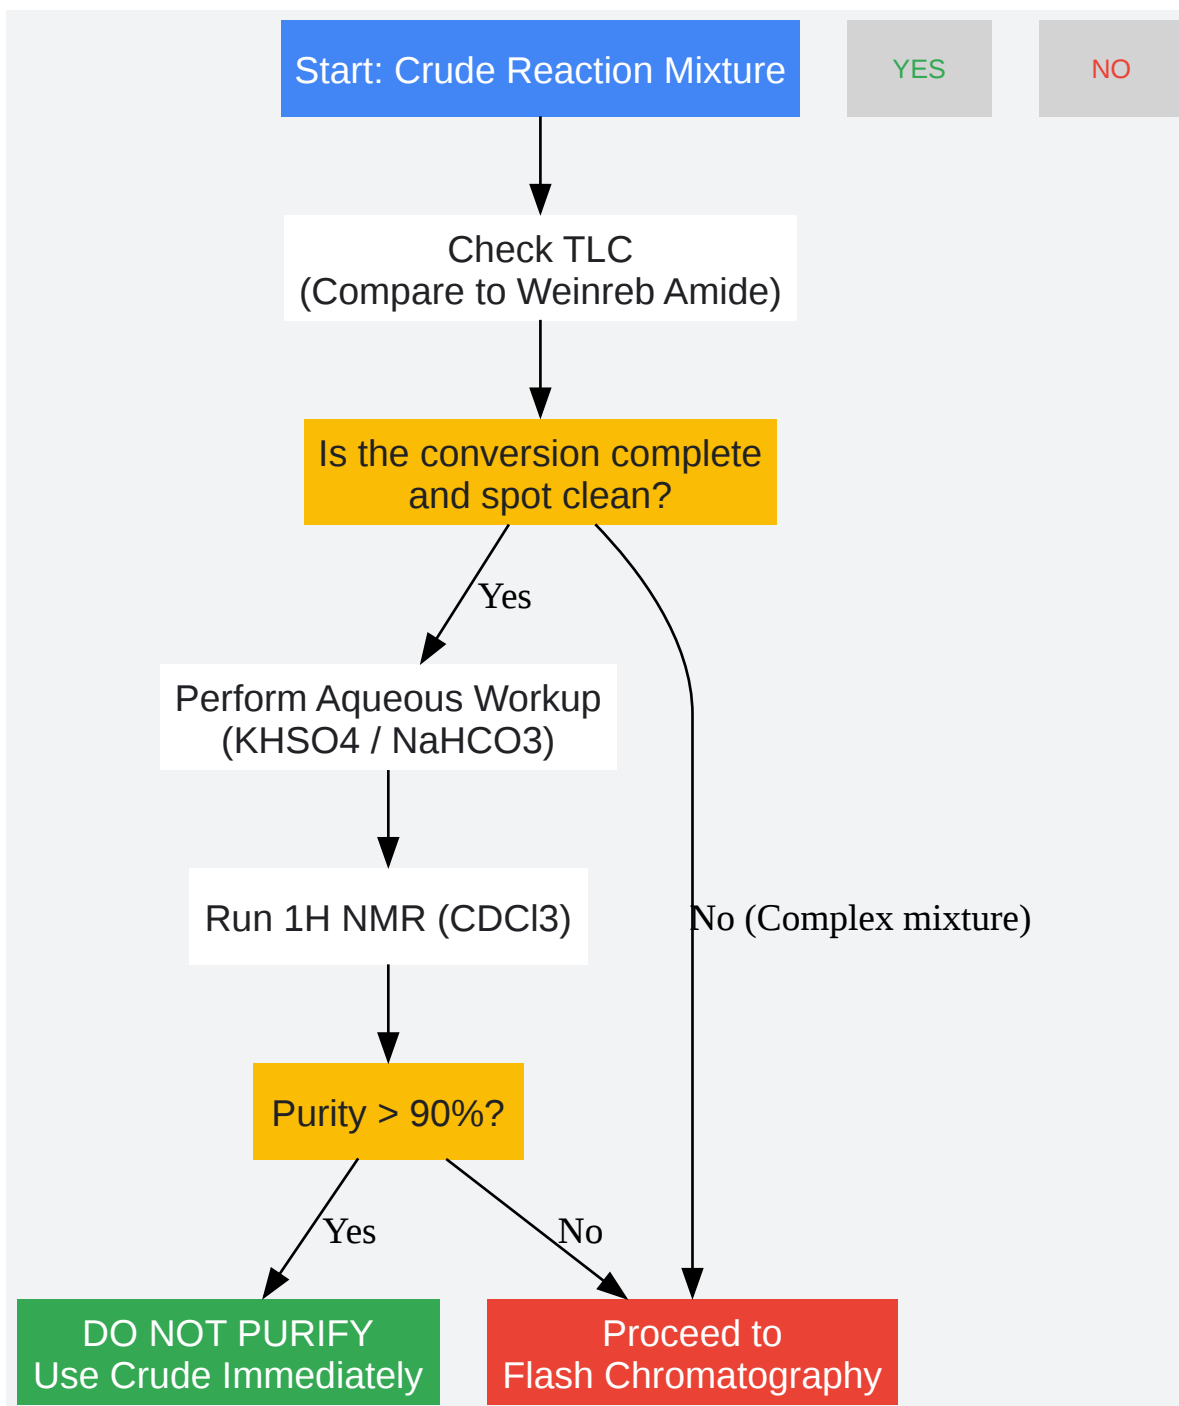 Start: Crude Reaction Mixture
YES
NO
Check TLC
(Compare to Weinreb Amide)
Is the conversion complete
and spot clean?
Yes
Perform Aqueous Workup
(KHSO4 / NaHCO3)
Run 1H NMR (CDCl3)
No (Complex mixture)
Purity > 90%?
Yes
No
DO NOT PURIFY
Use Crude Immediately
Proceed to
Flash Chromatography